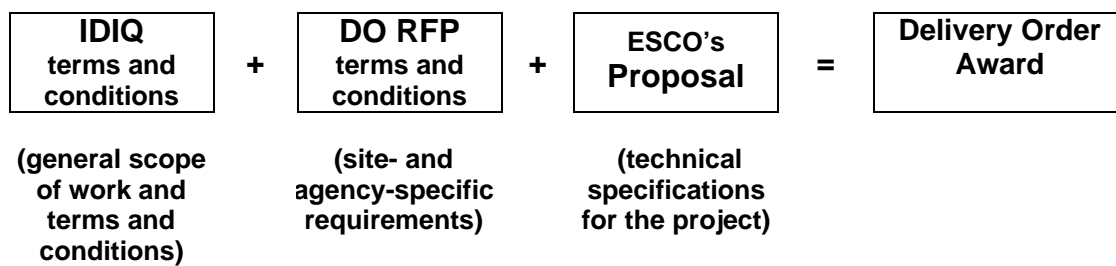 IDIQ
terms and
conditions
+
DO RFP
terms and
conditions
+
ESCO's
Proposal
=
Delivery Order
Award
(general scope
of work and
terms and
conditions)
(site- and
agency-specific
requirements)
(technical
specifications
for the project)